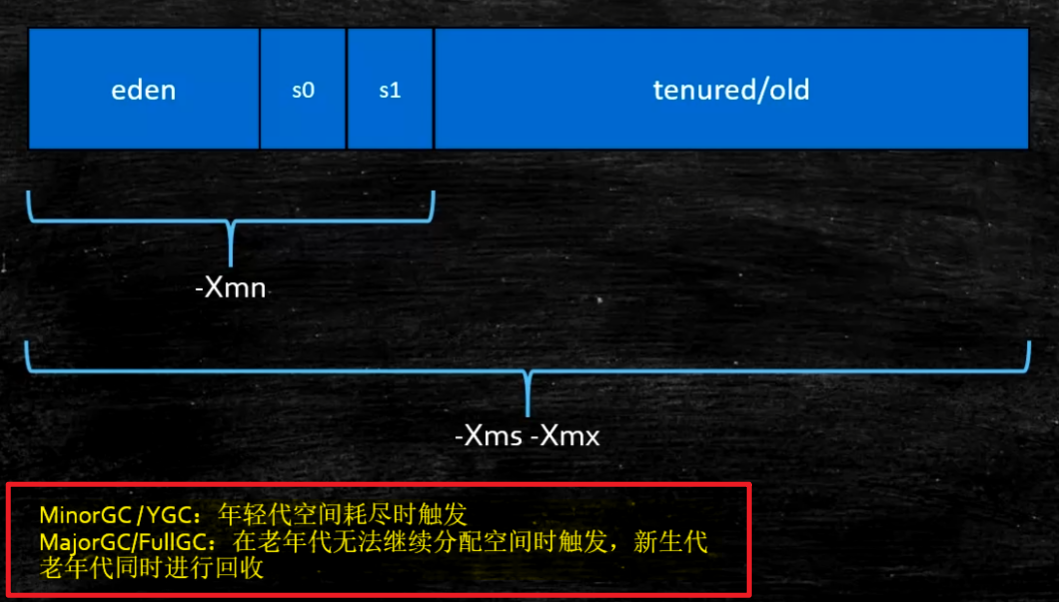 eden s0 s1 tenured/old
-Xmn
-Xms -Xmx
MinorGC /YGC：年轻代空间耗尽时触发
MajorGC/FullGC：在老年代无法继续分配空间时触发，新生代
老年代同时进行回收